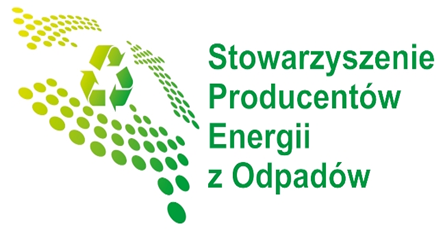 Stowarzyszenie
Producentów
Energii
z Odpadów